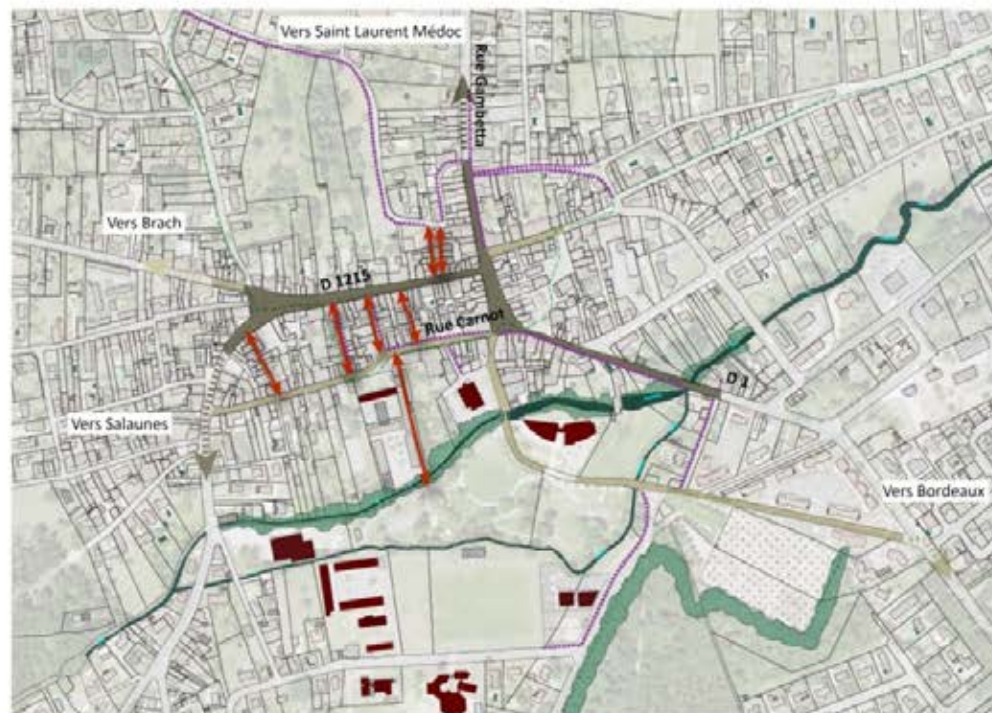 Vers Saint Laurent Médoc
Rue Gambetta
Vers Brach
D 1215
Rue Carnot
D 1
Vers Salaunes
Vers Bordeaux